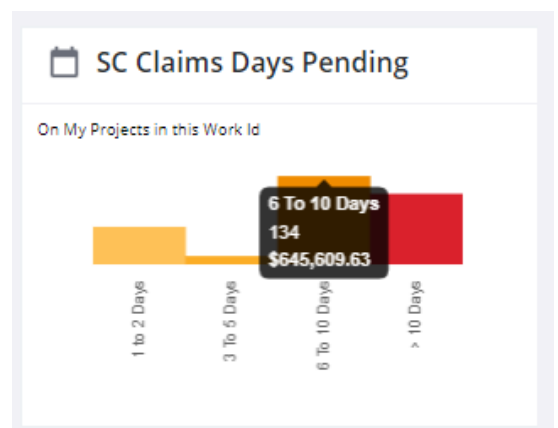 SC Claims Days Pending
On My Projects in this Work Id
6 To 10 Days
134
$645,609.63
1 to 2 Days
3 To 5 Days
6 To 10 Days
> 10 Days